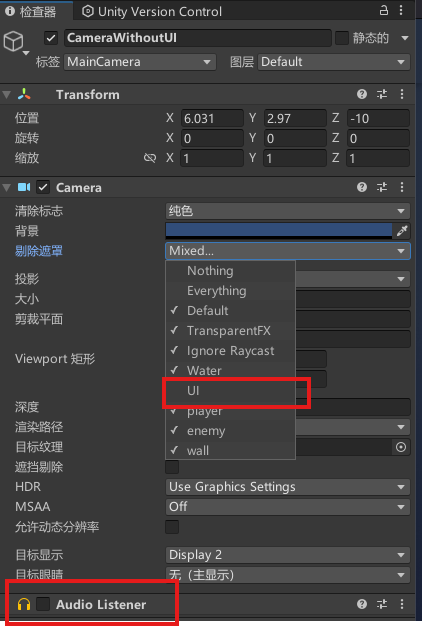 检查器 Unity Version Control
CameraWithoutUI 静态的
标签 MainCamera 图层 Default
Transform
位置 X 6.031 Y 2.97 Z -10
旋转 X 0 Y 0 Z 0
缩放 X 1 Y 1 Z 1
Camera
清除标志 纯色
背景
剔除遮罩 Mixed...
Nothing
投影
Everything
大小
Default
剪裁平面
TransparentFX
Ignore Raycast
Viewport 矩形
Water
UI
深度
player
渲染路径
enemy
目标纹理
wall
遮挡剔除
HDR Use Graphics Settings
MSAA Off
允许动态分辨率
目标显示 Display 2
目标眼睛 无（主显示）
Audio Listener